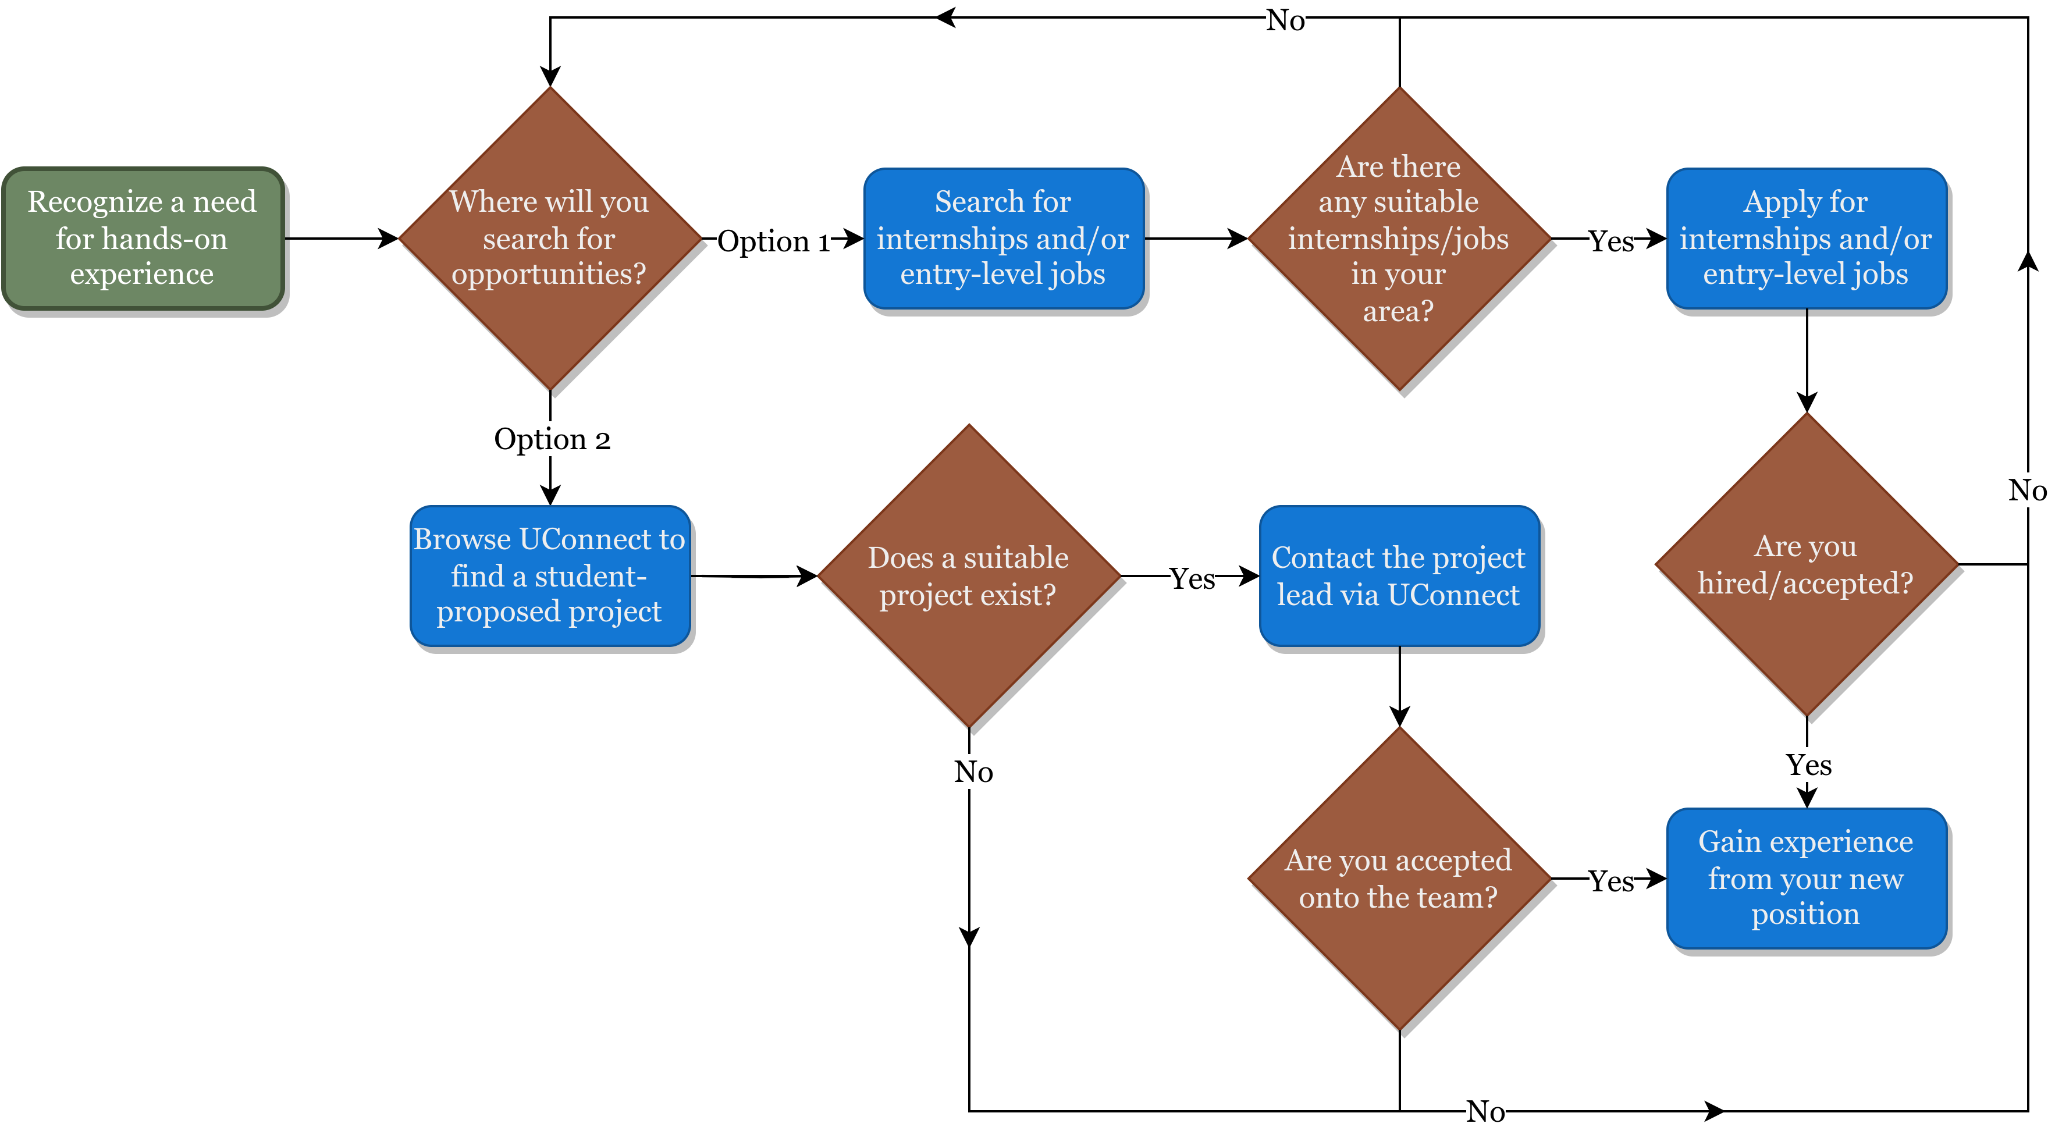 No
Recognize a need
for hands-on
experience
Where will you
search for
opportunities?
Option 1
Search for
internships and/or
entry-level jobs
Are there
any suitable
internships/jobs
in your
area?
Yes
Apply for
internships and/or
entry-level jobs
Option 2
No
Browse UConnect to
find a student-
proposed project
Does a suitable
project exist?
Yes
Contact the project
lead via UConnect
Are you
hired/accepted?
No
Yes
Are you accepted
onto the team?
Yes
Gain experience
from your new
position
No